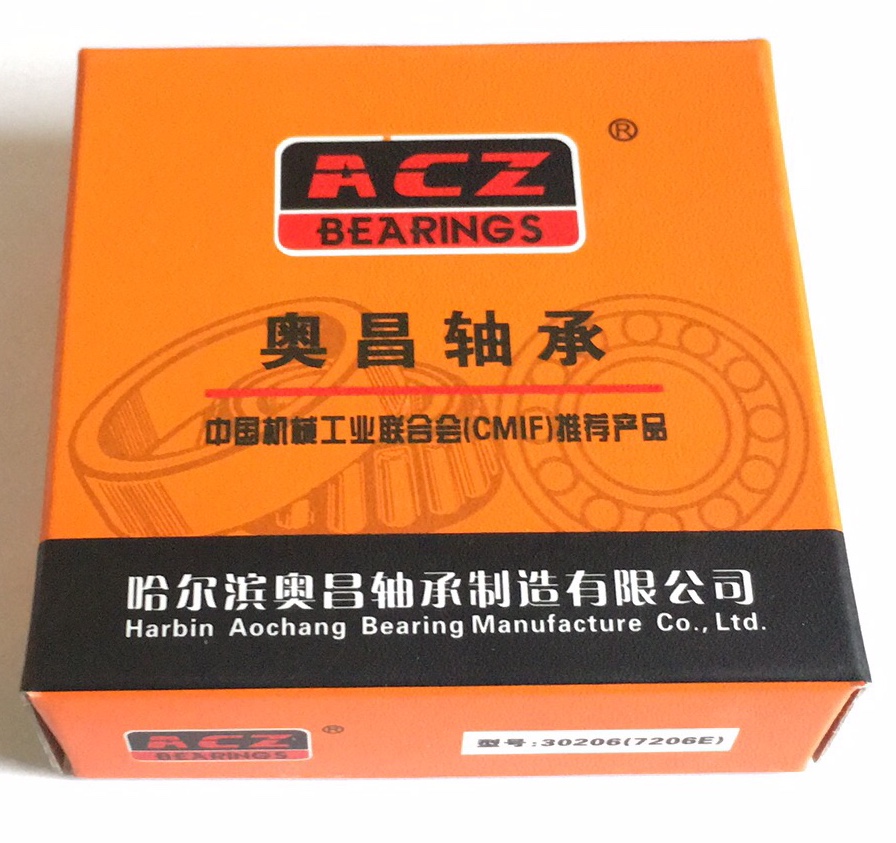 ACZ ®
BEARINGS
奥昌轴承
中国机械工业联合会(CMIF)推荐产品
哈尔滨奥昌轴承制造有限公司
Harbin Aochang Bearing Manufacture Co.,Ltd.
ACZ ®
BEARINGS
型号:30206(7206E)